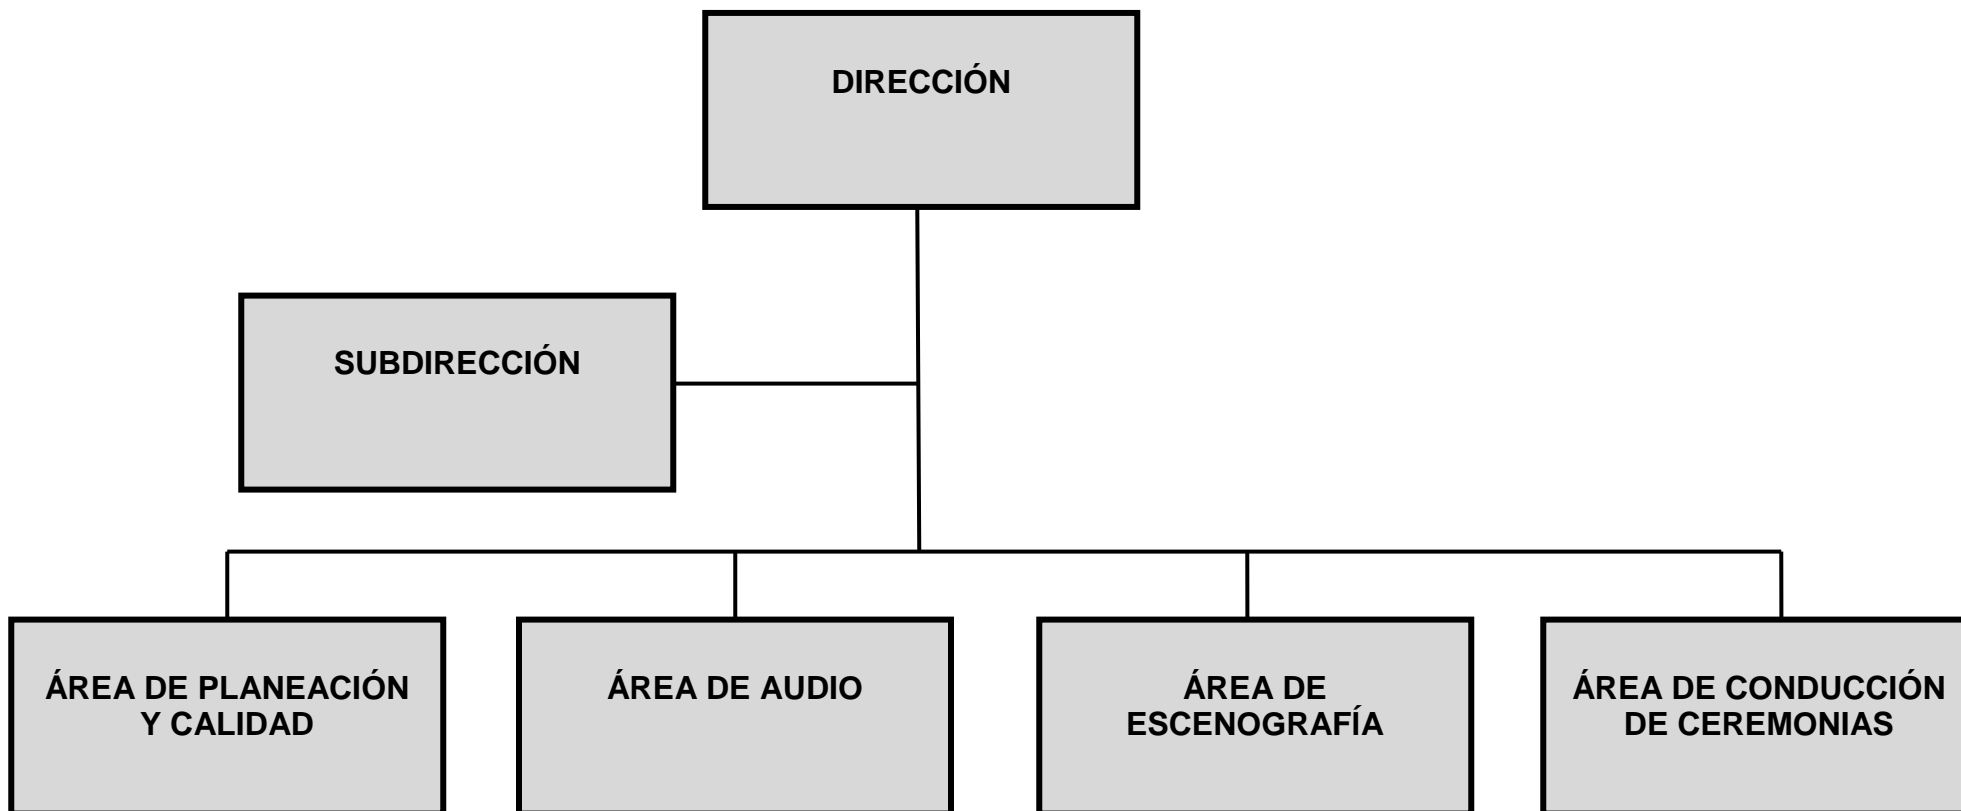 DIRECCIÓN
SUBDIRECCIÓN
ÁREA DE PLANEACIÓN
Y CALIDAD
ÁREA DE AUDIO
ÁREA DE
ESCENOGRAFÍA
ÁREA DE CONDUCCIÓN
DE CEREMONIAS